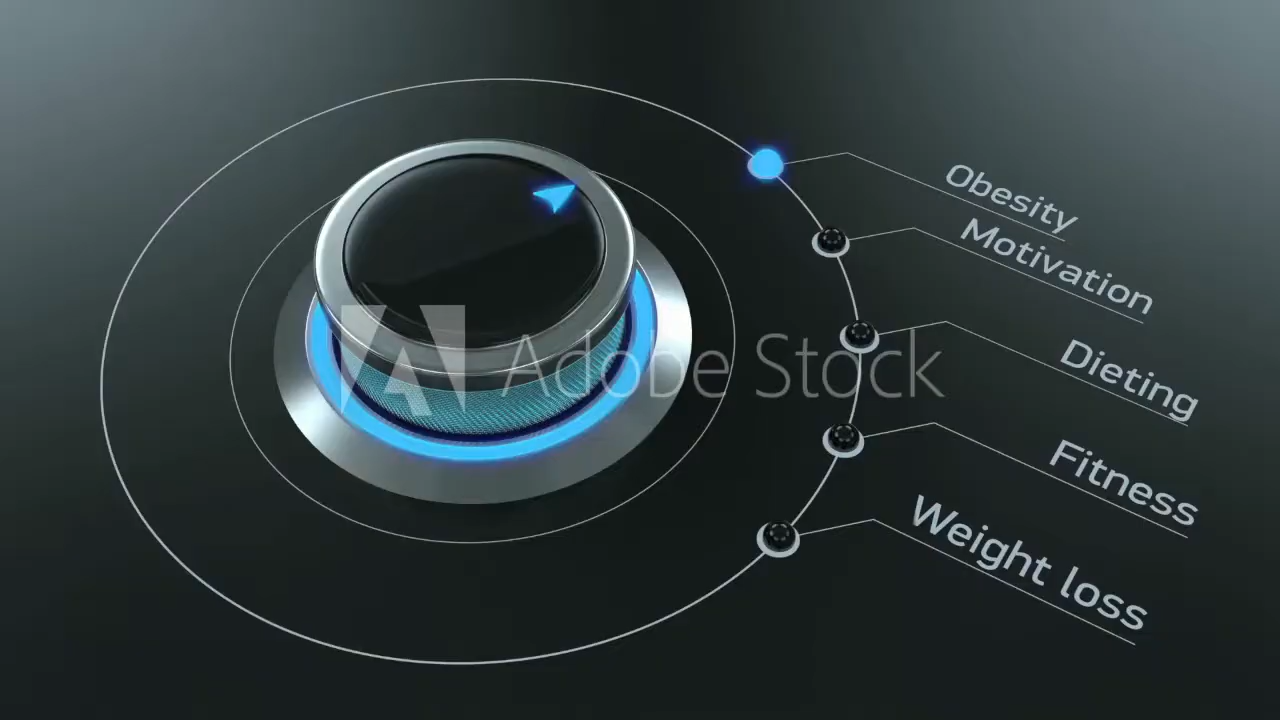 Obesity
Motivation
Dieting
Fitness
Weight loss
Adobe Stock